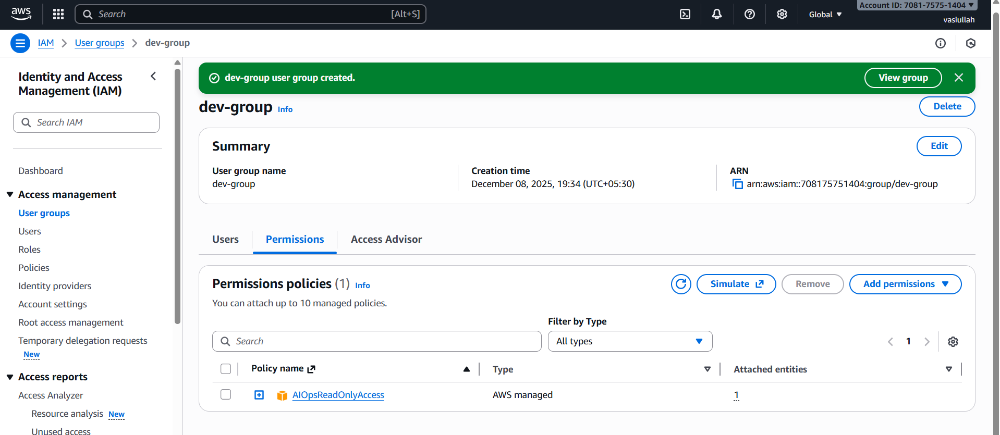 aws
Search
[Alt+S]
Global
Account ID: 7081-7575-1404
vasiullah
IAM
User groups
dev-group
Identity and Access
Management (IAM)
Search IAM
Dashboard
Access management
User groups
Users
Roles
Policies
Identity providers
Account settings
Root access management
Temporary delegation requests
New
Access reports
Access Analyzer
Resource analysis New
Unused access
dev-group user group created.
View group
dev-group Info
Delete
Summary
Edit
User group name
dev-group
Creation time
December 08, 2025, 19:34 (UTC+05:30)
ARN
arn:aws:iam::708175751404:group/dev-group
Users
Permissions
Access Advisor
Permissions policies (1) Info
Simulate
Remove
Add permissions
You can attach up to 10 managed policies.
Filter by Type
Search
All types
1
Policy name
Type
Attached entities
AIOpsReadOnlyAccess
AWS managed
1